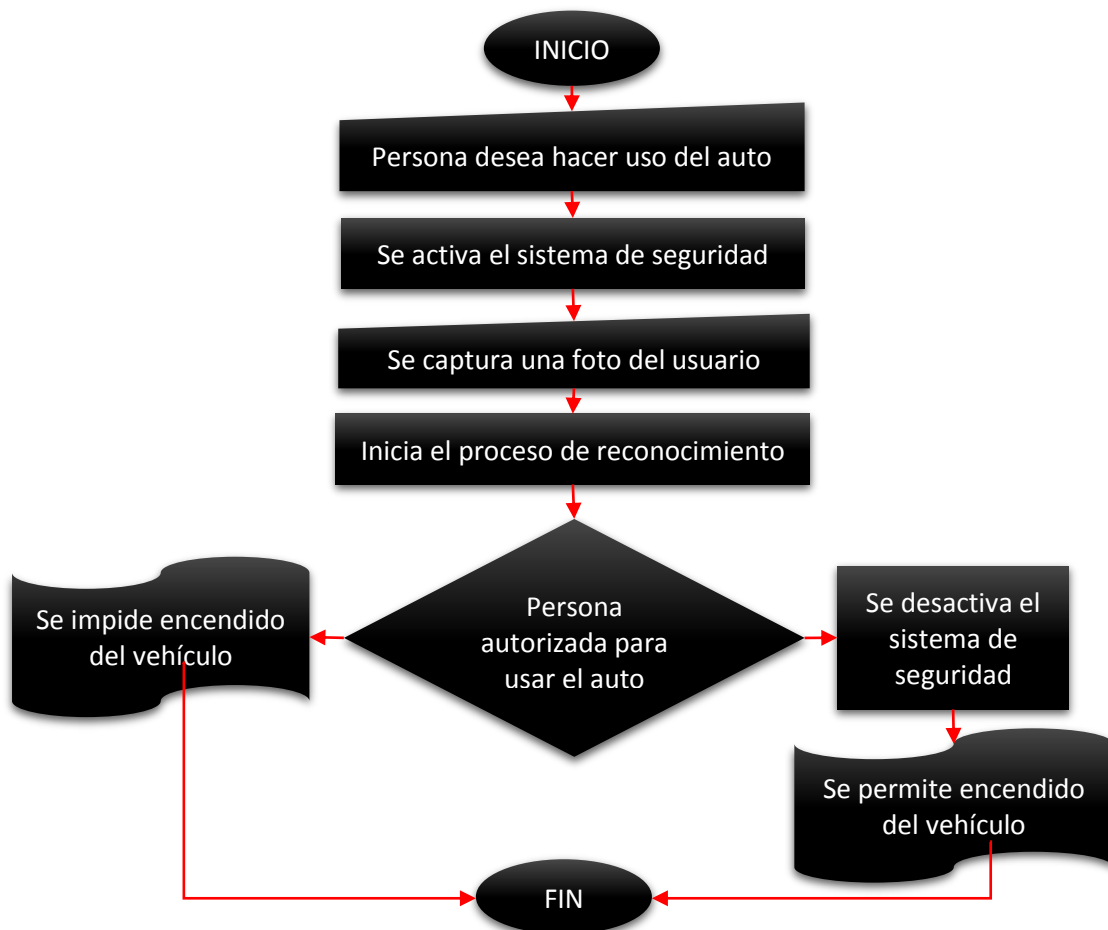 INICIO
Persona desea hacer uso del auto
Se activa el sistema de seguridad
Se captura una foto del usuario
Inicia el proceso de reconocimiento
Persona
autorizada para
usar el auto
Se impide encendido
del vehículo
Se desactiva el
sistema de
seguridad
Se permite encendido
del vehículo
FIN